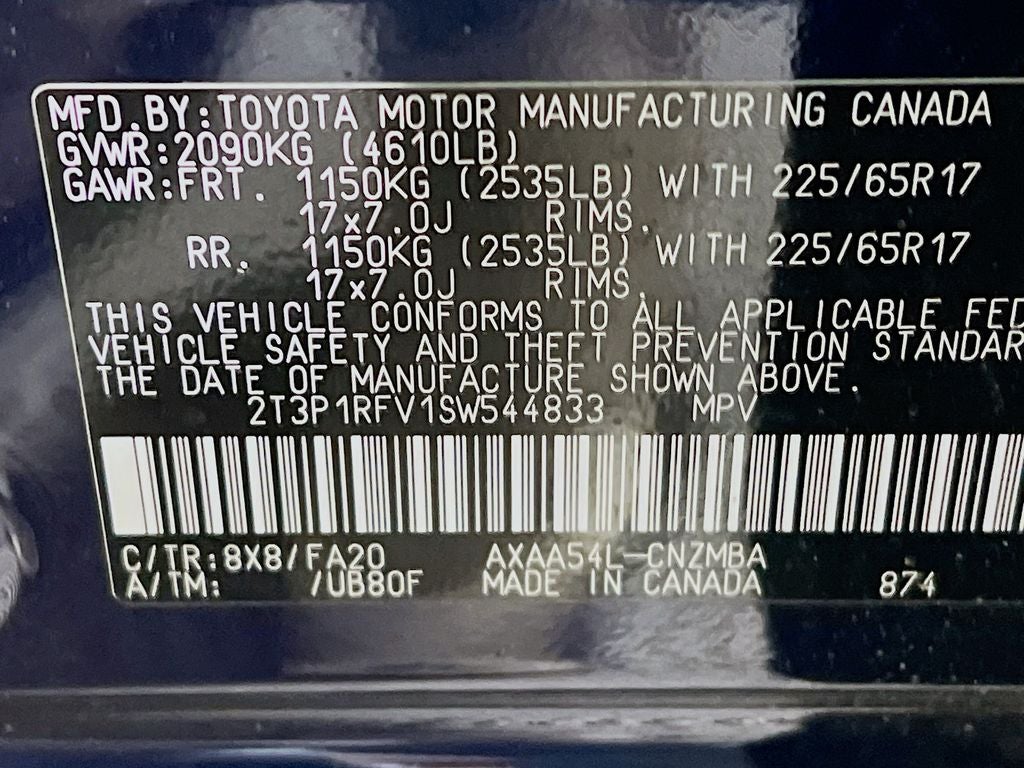 MFD.BY:TOYOTA MOTOR MANUFACTURING CANADA
GVWR:2090KG (4610LB)
GAWR:FRT. 1150KG (2535LB) WITH 225/65R17
17x7.0J RIMS.
RR. 1150KG (2535LB) WITH 225/65R17
17x7.0J RIMS.
THIS VEHICLE CONFORMS TO ALL APPLICABLE FED
VEHICLE SAFETY AND THEFT PREVENTION STANDAR
THE DATE OF MANUFACTURE SHOWN ABOVE.
2T3P1RFV1SW544833 MPV
C/TR:8X8/FA20 AXAA54L-CNZMBA
A/TM: /UB80F MADE IN CANADA 874